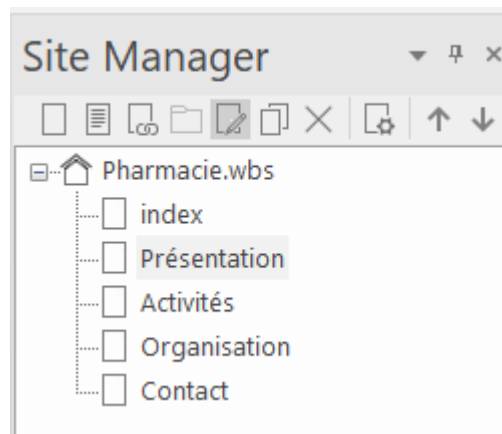 Site Manager
Pharmacie.wbs
index
Présentation
Activités
Organisation
Contact